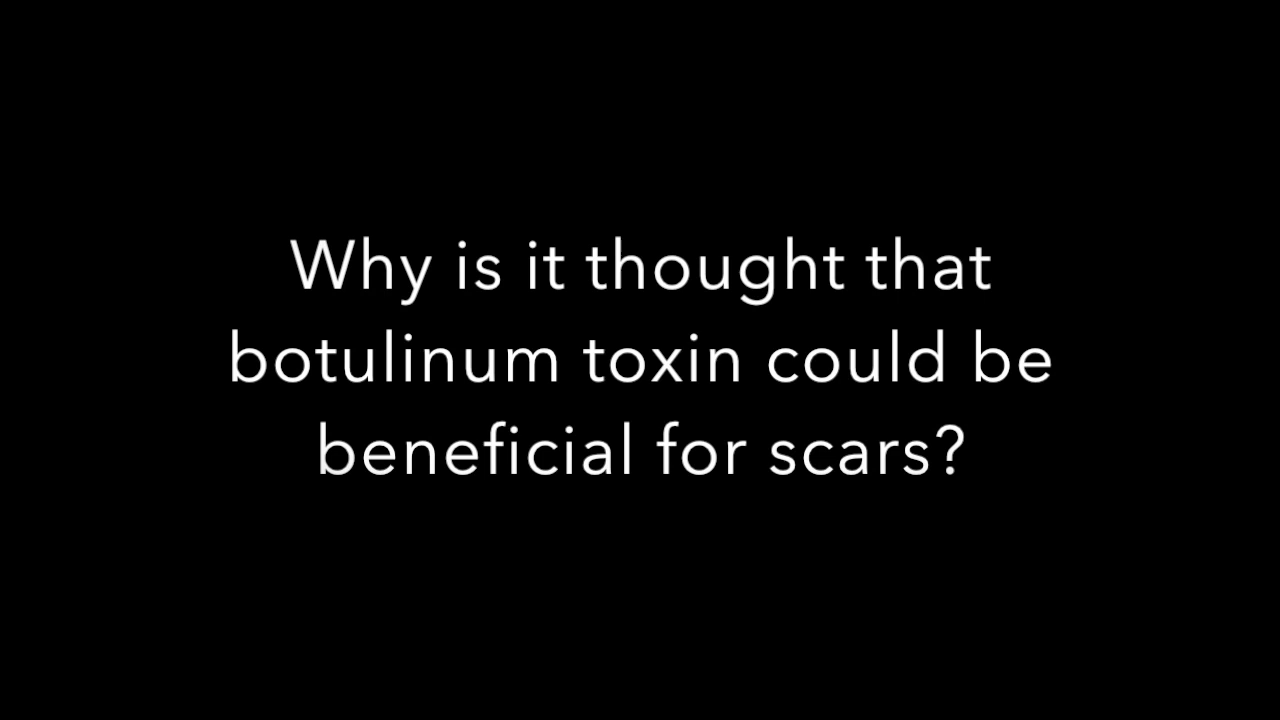 Why is it thought that
botulinum toxin could be
beneficial for scars?